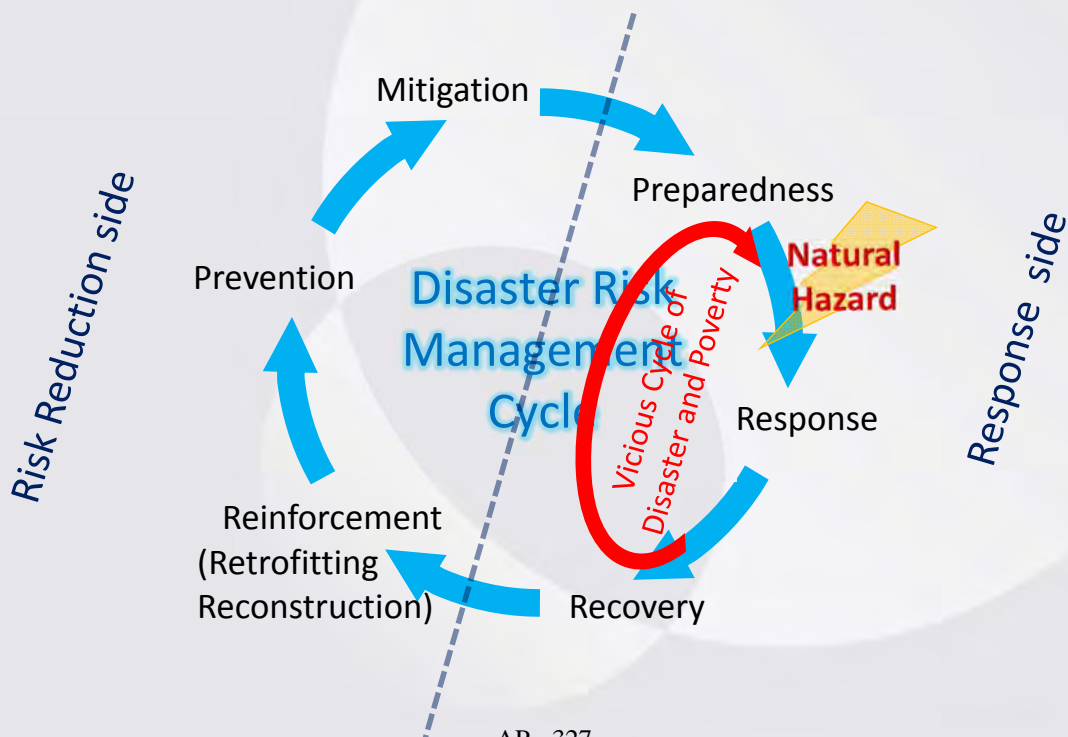 Mitigation
Preparedness
Natural
Hazard
Response
Recovery
Reinforcement
(Retrofitting
Reconstruction)
Prevention
Disaster Risk
Management
Cycle
Vicious Cycle of
Disaster and Poverty
Risk Reduction side
Response side